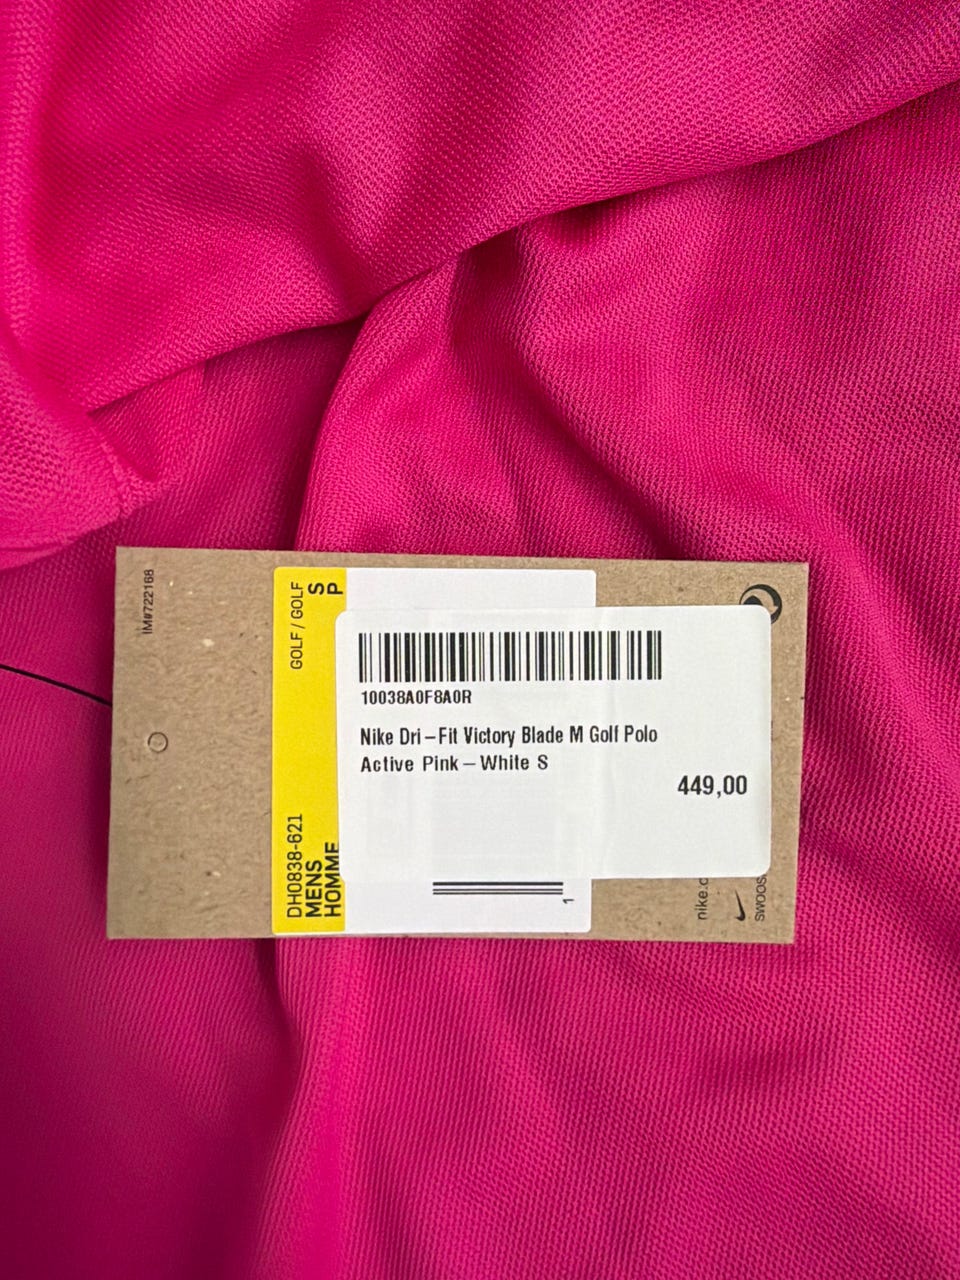 IM#722168
GOLF / GOLF
S
P
DH0838-621
MENS
HOMME
10038A0F8A0R
Nike Dri-Fit Victory Blade M Golf Polo
Active Pink - White S
449,00
1